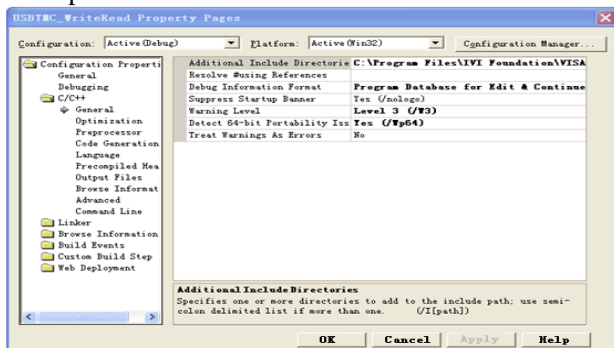 USBTMC_WriteRead Property Pages
Configuration: Active(Debug) Platform: Active(Win32) Configuration Manager...
Configuration Properti
General
Debugging
C/C++
General
Optimization
Preprocessor
Code Generation
Language
Precompiled Hea
Output Files
Browse Informat
Advanced
Command Line
Linker
Browse Information
Build Events
Custom Build Step
Web Deployment
Additional Include Directorie C:\Program Files\IVI Foundation\VISA
Resolve #using References
Debug Information Format Program Database for Edit & Continue
Suppress Startup Banner Yes (/nologo)
Warning Level Level 3 (/W3)
Detect 64-bit Portability Iss Yes (/Wp64)
Treat Warnings As Errors No
Additional Include Directories
Specifies one or more directories to add to the include path; use semi-
colon delimited list if more than one. (/I[path])
OK Cancel Apply Help